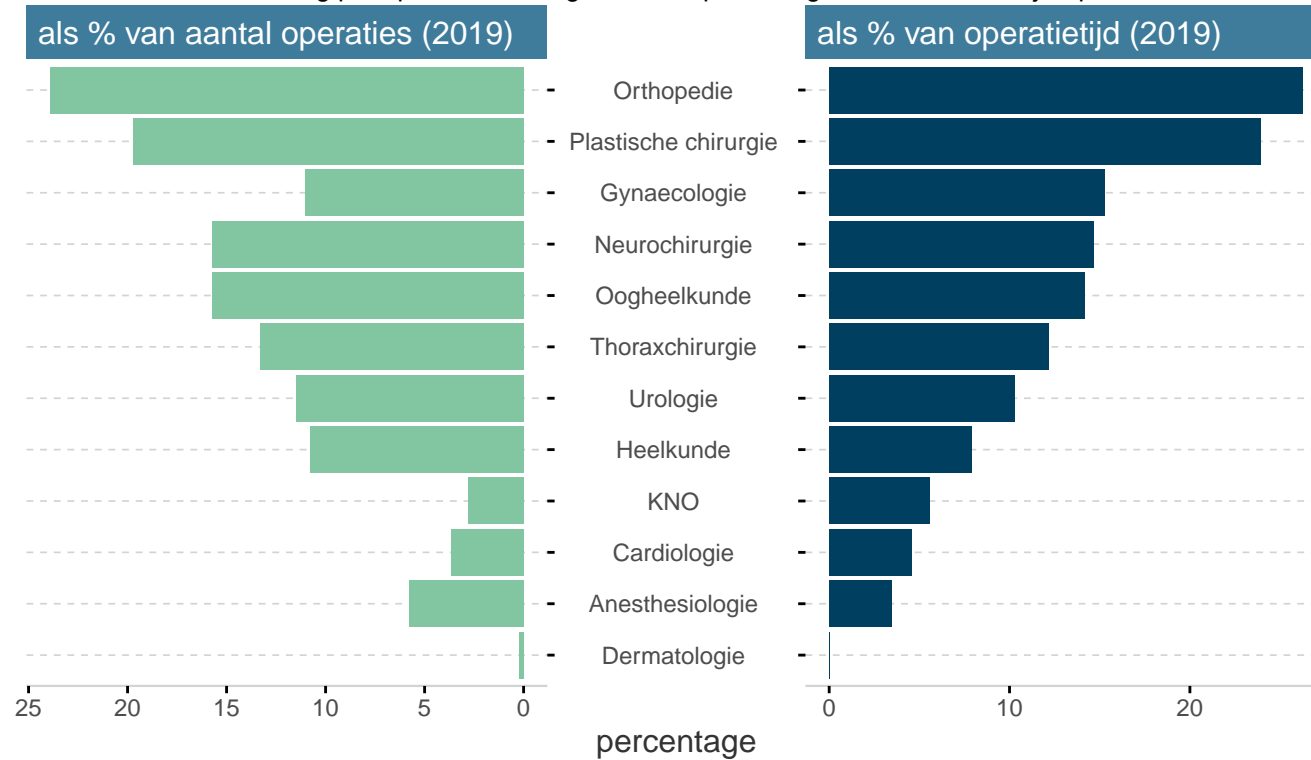 als % van aantal operaties (2019) als % van operatietijd (2019)
Orthopedie
Plastische chirurgie
Gynaecologie
Neurochirurgie
Oogheelkunde
Thoraxchirurgie
Urologie
Heelkunde
KNO
Cardiologie
Anesthesiologie
Dermatologie
25 20 15 10 5 0 0 10 20
percentage